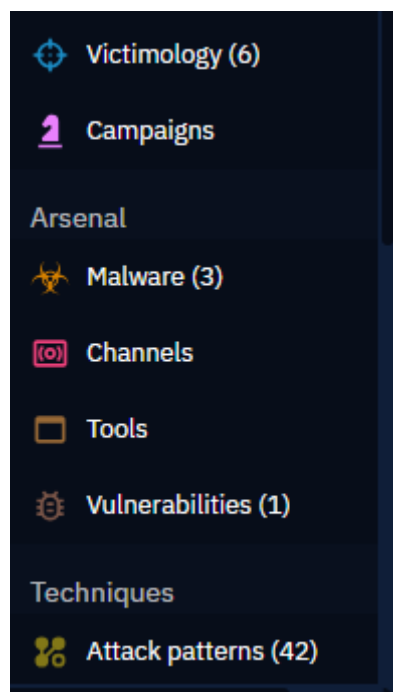 Victimology (6)
Campaigns
Arsenal
Malware (3)
Channels
Tools
Vulnerabilities (1)
Techniques
Attack patterns (42)